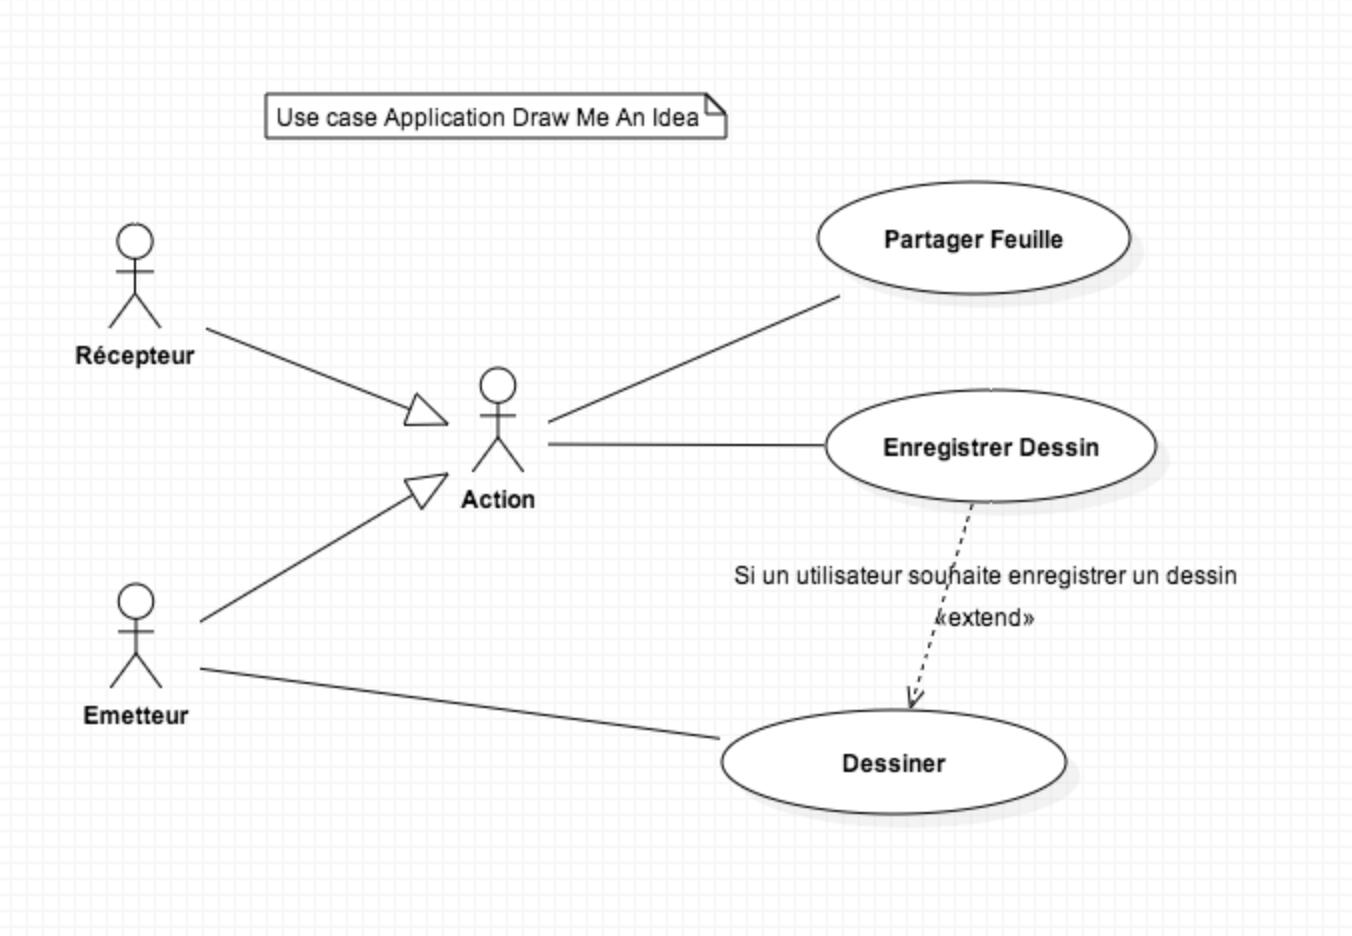 Use case Application Draw Me An Idea
Partager Feuille
Récepteur
Enregistrer Dessin
Action
Si un utilisateur souhaite enregistrer un dessin
«extend»
Emetteur
Dessiner